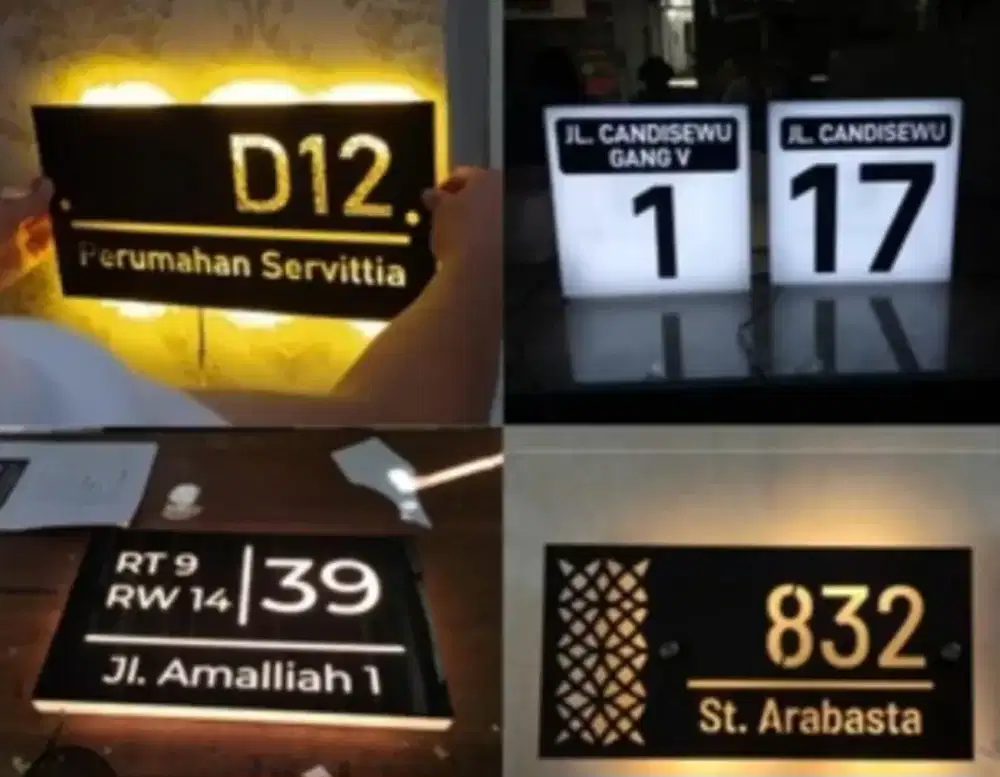 D12
Perumahan Servittia
JL. CANDISEWU
GANG V
1
JL. CANDISEWU
17
RT 9
RW 14
39
Jl. Amalliah 1
832
St. Arabasta